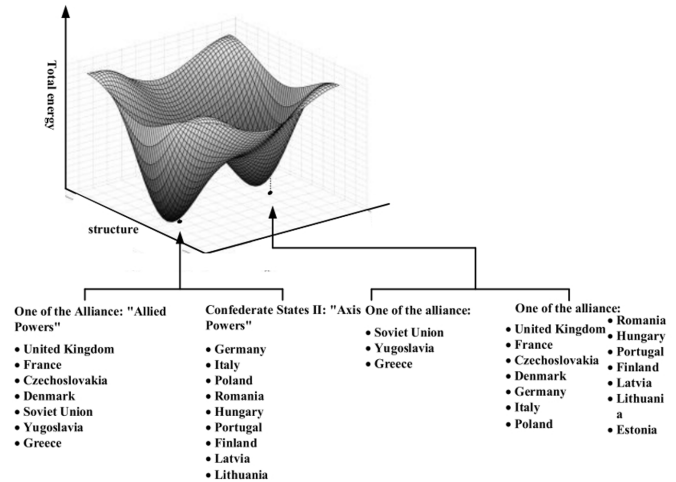 Total energy
structure
One of the Alliance: "Allied
Powers"
• United Kingdom
• France
• Czechoslovakia
• Denmark
• Soviet Union
• Yugoslavia
• Greece
Confederate States II: "Axis
Powers"
• Germany
• Italy
• Poland
• Romania
• Hungary
• Portugal
• Finland
• Latvia
• Lithuania
One of the alliance:
• Soviet Union
• Yugoslavia
• Greece
One of the alliance:
• United Kingdom
• France
• Czechoslovakia
• Denmark
• Germany
• Italy
• Poland
• Romania
• Hungary
• Portugal
• Finland
• Latvia
• Lithuani
a
• Estonia